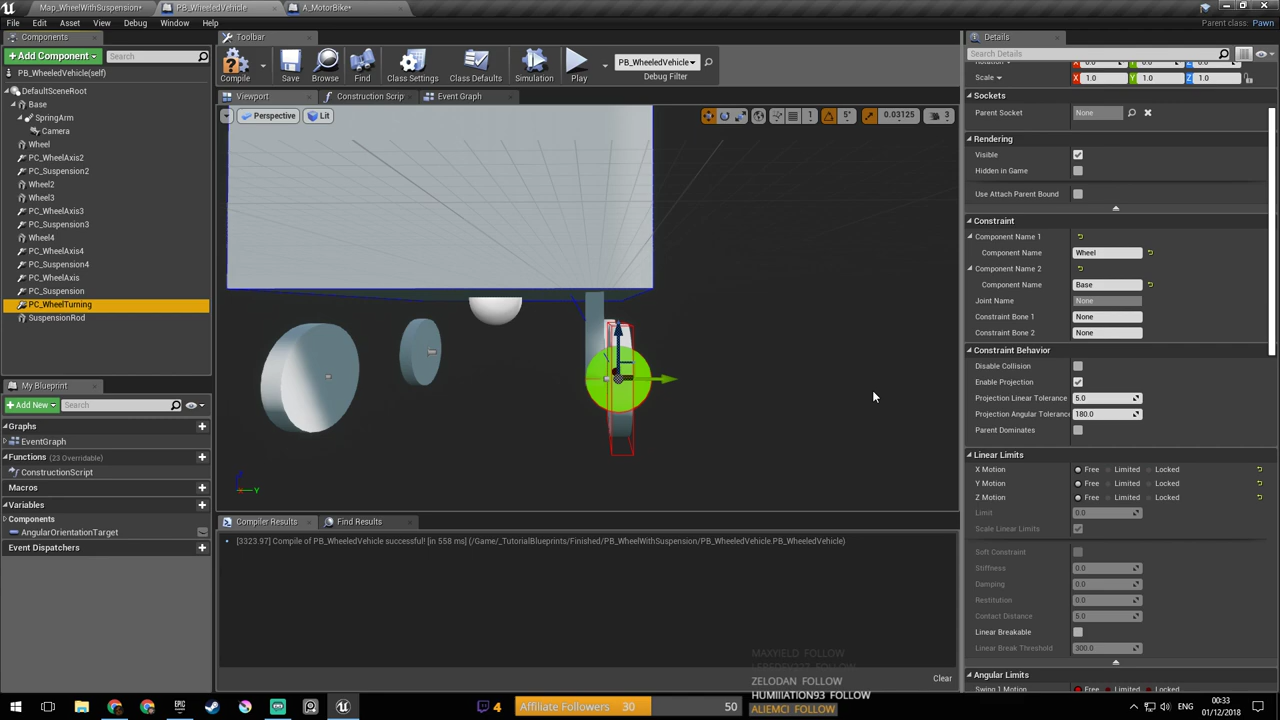 Map_WheelWithSuspension*
PB_WheeledVehicle
A_MotorBike*
File
Edit
Asset
View
Debug
Window
Help
Parent class: Pawn
Components
Toolbar
Details
Add Component
Search
PB_WheeledVehicle(self)
Compile
Save
Browse
Find
Class Settings
Class Defaults
Simulation
Play
PB_WheeledVehicle
Debug Filter
Search Details
Scale
X 1.0 Y 1.0 Z 1.0
DefaultSceneRoot
Base
SpringArm
Camera
Wheel
PC_WheelAxis2
PC_Suspension2
Wheel2
Wheel3
PC_WheelAxis3
PC_Suspension3
Wheel4
PC_WheelAxis4
PC_Suspension4
PC_WheelAxis
PC_Suspension
PC_WheelTurning
SuspensionRod
Viewport
Construction Scrip
Event Graph
Perspective
Lit
1
5°
0.03125
3
Sockets
Parent Socket None
Rendering
Visible
Hidden in Game
Use Attach Parent Bound
Constraint
Component Name 1
Component Name Wheel
Component Name 2
Component Name Base
Joint Name None
Constraint Bone 1 None
Constraint Bone 2 None
Constraint Behavior
Disable Collision
Enable Projection
Projection Linear Tolerance 5.0
Projection Angular Tolerance 180.0
Parent Dominates
Linear Limits
X Motion Free Limited Locked
Y Motion Free Limited Locked
Z Motion Free Limited Locked
Limit 0.0
Scale Linear Limits
Soft Constraint
Stiffness 0.0
Damping 0.0
Restitution 0.0
Contact Distance 5.0
Linear Breakable
Linear Break Threshold 300.0
Angular Limits
Swing 1 Motion Free Limited Locked
My Blueprint
Add New
Search
Graphs
EventGraph
Functions (23 Overridable)
ConstructionScript
Macros
Variables
Components
AngularOrientationTarget
Event Dispatchers
Z
Y
Compiler Results
Find Results
[3323.97] Compile of PB_WheeledVehicle successful! [in 558 ms] (/Game/_TutorialBlueprints/Finished/PB_WheelWithSuspension/PB_WheeledVehicle.PB_WheeledVehicle)
Clear
MAXYIELD FOLLOW
ZELODAN FOLLOW
HUMIIIATION93 FOLLOW
ALIEMCI FOLLOW
4
Affiliate Followers 30
50
ENG
00:33
01/12/2018